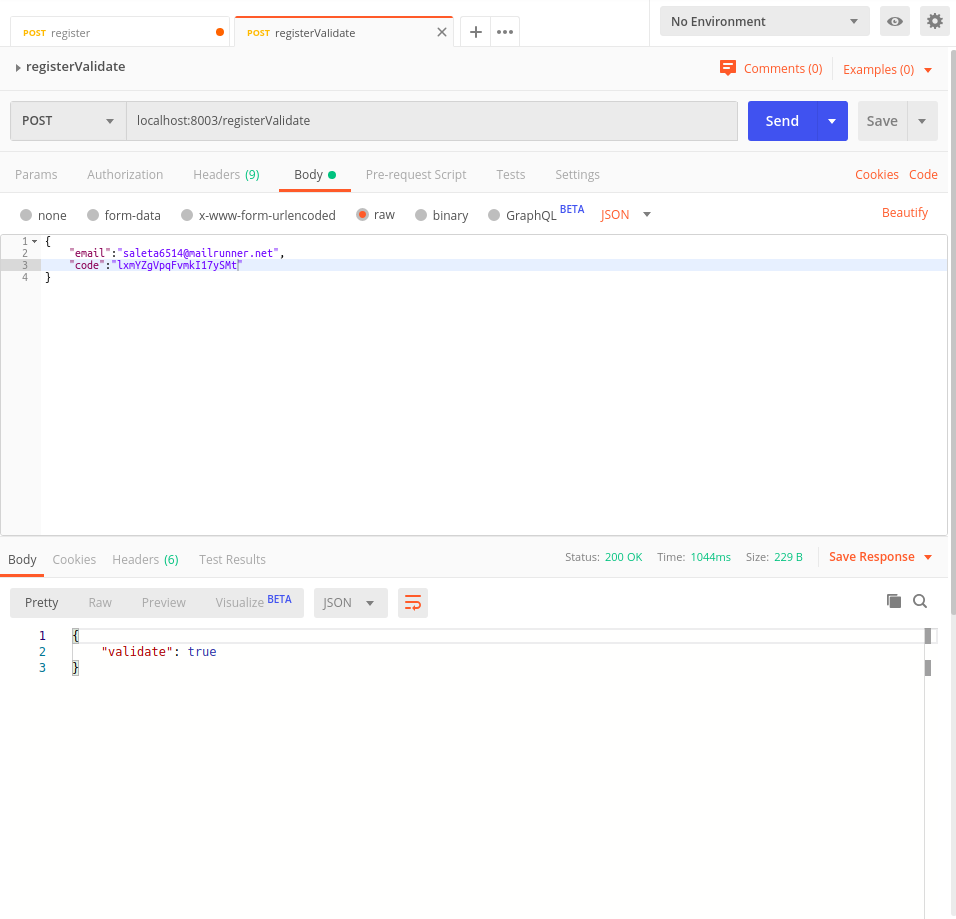 POST register
POST registerValidate
No Environment
registerValidate
Comments (0)
Examples (0)
POST
localhost:8003/registerValidate
Send
Save
Params
Authorization
Headers (9)
Body
Pre-request Script
Tests
Settings
Cookies
Code
none
form-data
x-www-form-urlencoded
raw
binary
GraphQL BETA
JSON
Beautify
1 {
2 "email":"saleta6514@mailrunner.net",
3 "code":"lxmYZgVpqFvmkI17ySMt"
4 }
Body
Cookies
Headers (6)
Test Results
Status: 200 OK
Time: 1044ms
Size: 229 B
Save Response
Pretty
Raw
Preview
Visualize BETA
JSON
1 {
2 "validate": true
3 }